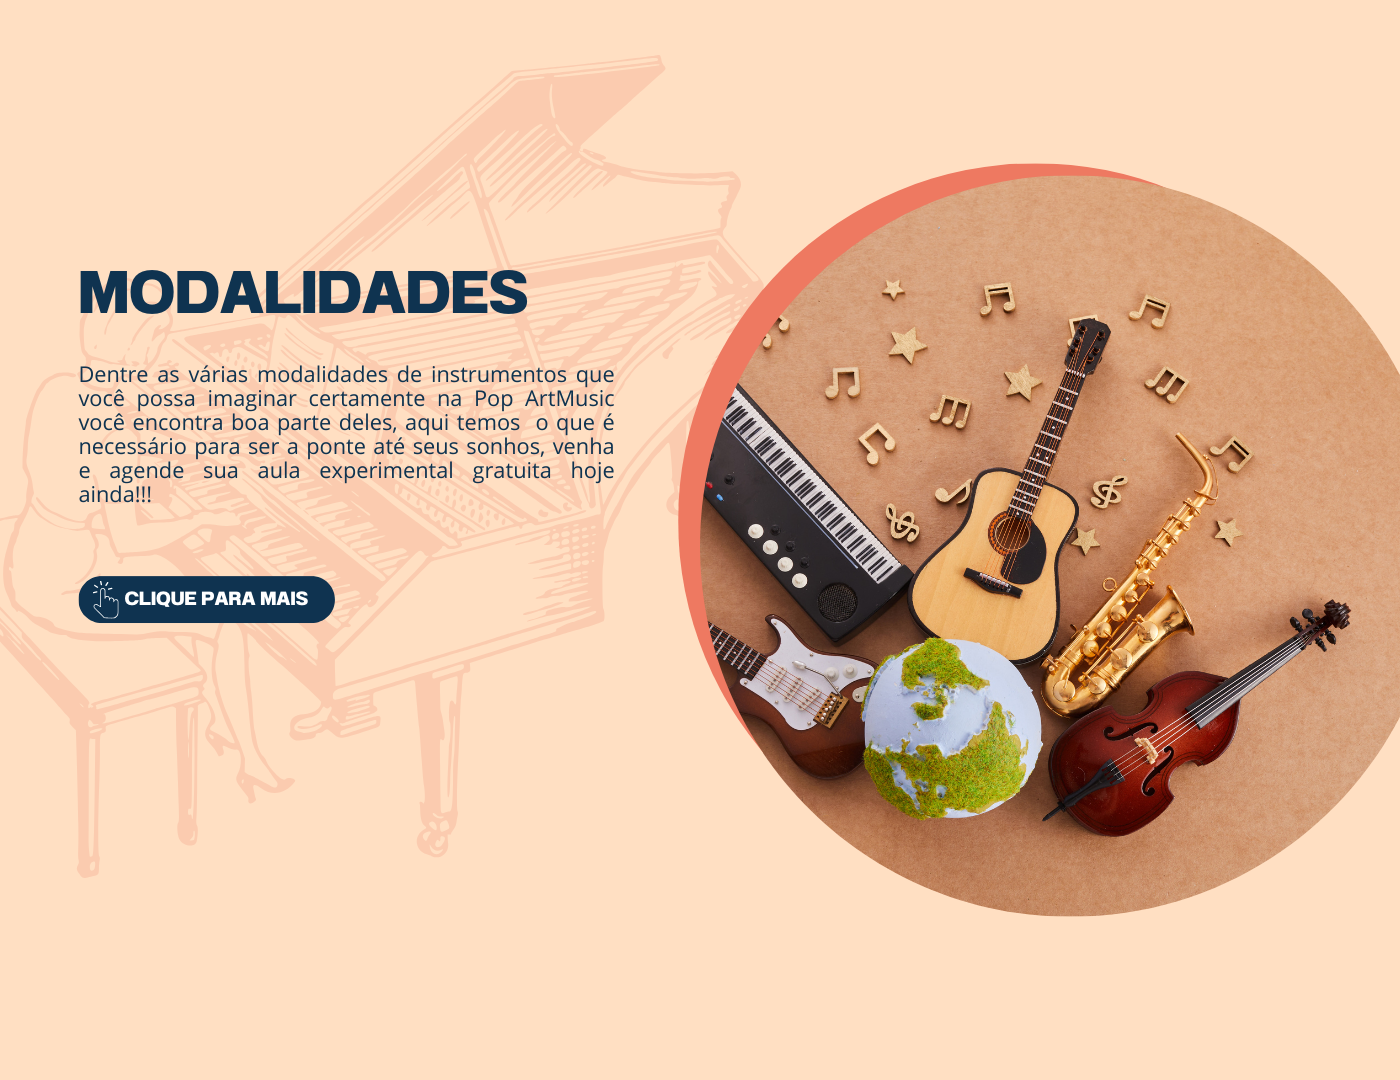 MODALIDADES
Dentre as várias modalidades de instrumentos que
você possa imaginar certamente na Pop ArtMusic
você encontra boa parte deles, aqui temos  o que é
necessário para ser a ponte até seus sonhos, venha
e agende sua aula experimental gratuita hoje
ainda!!!
CLIQUE PARA MAIS